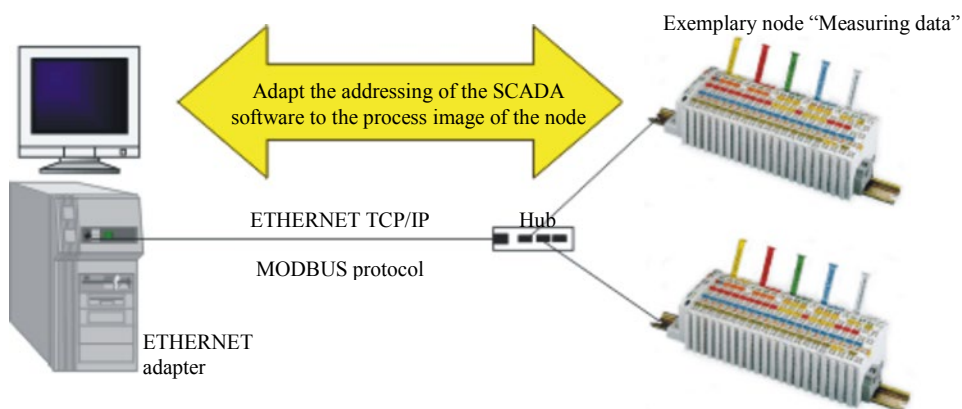 Exemplary node “Measuring data”
Adapt the addressing of the SCADA
software to the process image of the node
ETHERNET TCP/IP
Hub
MODBUS protocol
ETHERNET
adapter